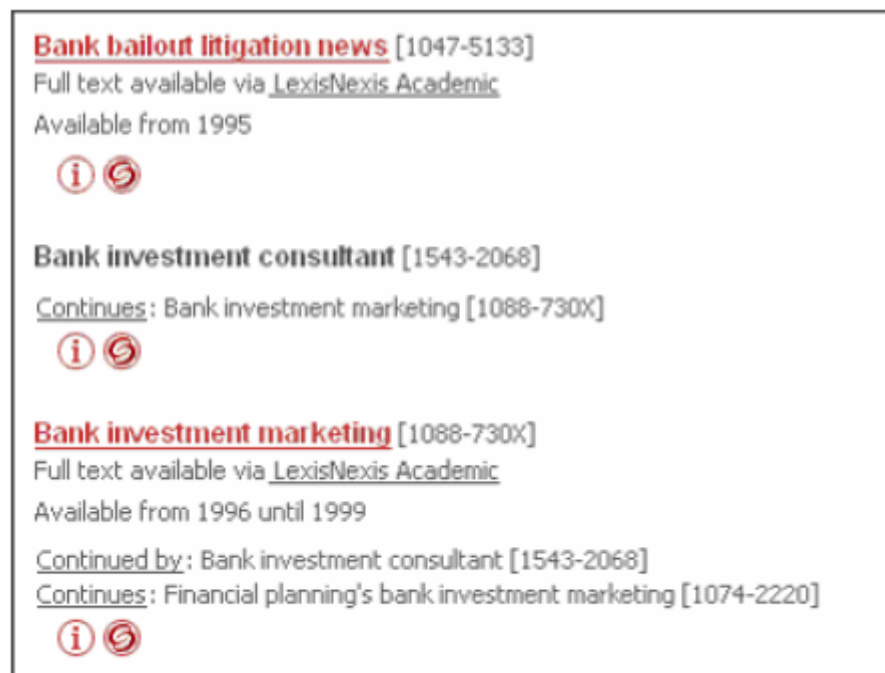 Bank bailout litigation news [1047-5133]
Full text available via LexisNexis Academic
Available from 1995
Bank investment consultant [1543-2068]
Continues: Bank investment marketing [1088-730X]
Bank investment marketing [1088-730X]
Full text available via LexisNexis Academic
Available from 1996 until 1999
Continued by: Bank investment consultant [1543-2068]
Continues: Financial planning's bank investment marketing [1074-2220]